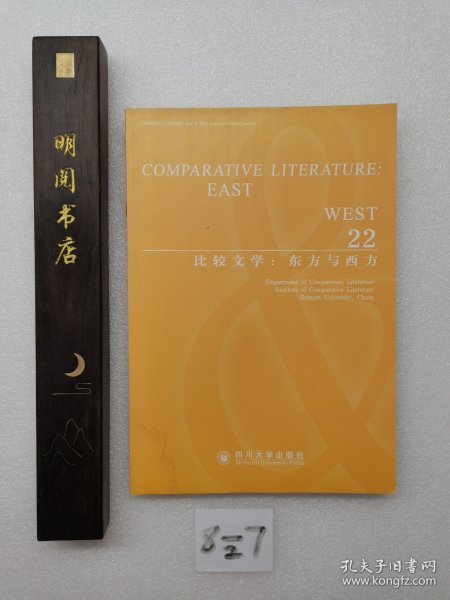 明阅书店
COMPARATIVE LITERATURE:
EAST
WEST
22
比较文学：东方与西方
Department of Comparative Literature
Institute of Comparative Literature
Sichuan University, China
四川大学出版社
Sichuan University Press
孔夫子旧书网
www.kongfz.com